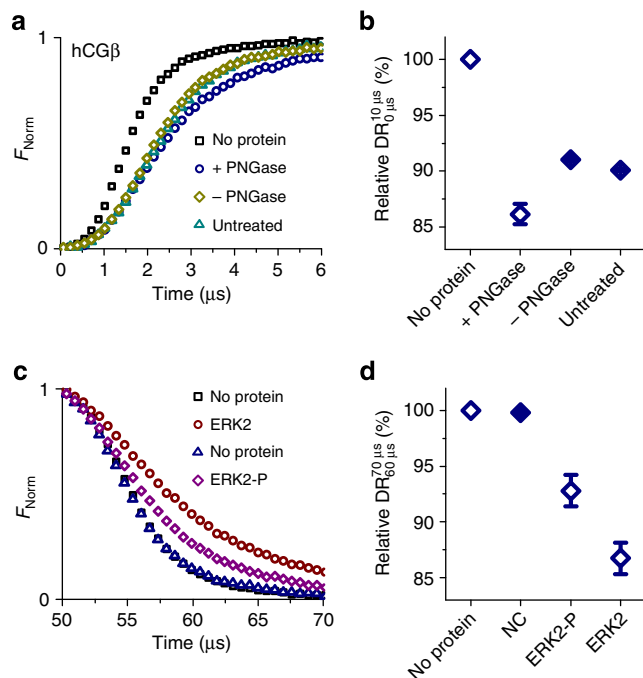 a
hCGβ
1
0
F Norm
No protein
+ PNGase
– PNGase
Untreated
0 1 2 3 4 5 6
Time (μs)
b
Relative DR 10 μs 0 μs (%)
100
95
90
85
No protein
+ PNGase
– PNGase
Untreated
c
1
0
F Norm
No protein
ERK2
No protein
ERK2-P
50 55 60 65 70
Time (μs)
d
Relative DR 70 μs 60 μs (%)
100
95
90
85
No protein
NC
ERK2-P
ERK2